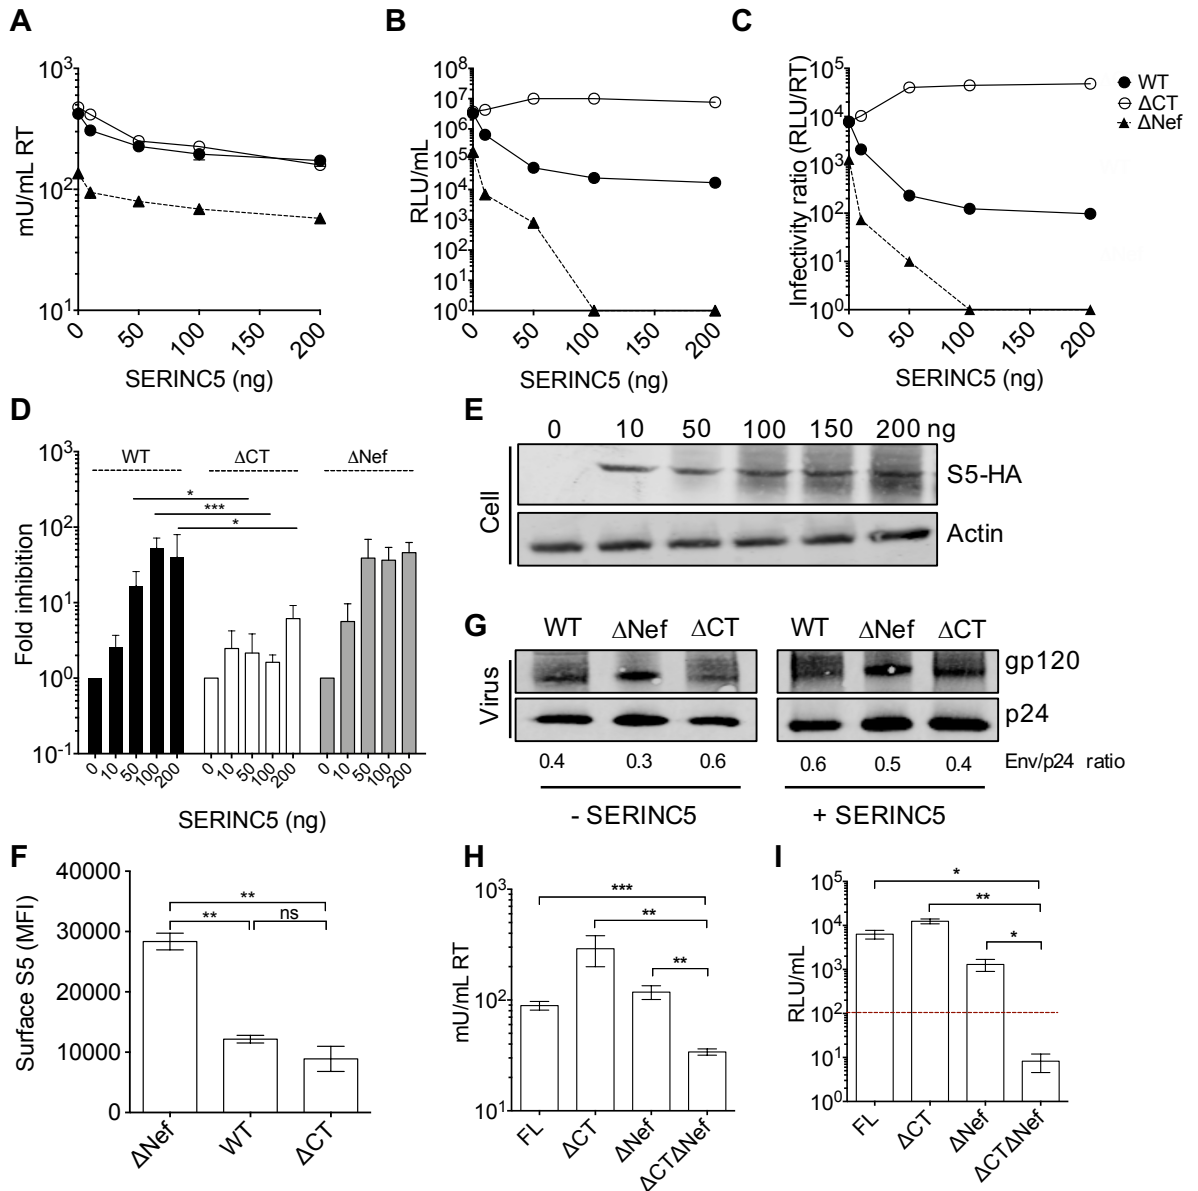 A
mU/mL RT
10³
10²
10¹
0
50
100
150
200
SERINC5 (ng)
B
RLU/mL
10⁸
10⁷
10⁶
10⁵
10⁴
10³
10²
10¹
10⁰
0
50
100
150
200
SERINC5 (ng)
C
Infectivity ratio (RLU/RT)
10⁵
10⁴
10³
10²
10¹
10⁰
0
50
100
150
200
SERINC5 (ng)
WT
ΔCT
ΔNef
D
Fold inhibition
10³
10²
10¹
10⁰
10⁻¹
WT ΔCT ΔNef
*
***
*
0 10 50 100 200 0 10 50 100 200 0 10 50 100 200
SERINC5 (ng)
E
0 10 50 100 150 200 ng
Cell
S5-HA
Actin
G
WT ΔNef ΔCT WT ΔNef ΔCT
Virus
gp120
p24
0.4 0.3 0.6 0.6 0.5 0.4 Env/p24 ratio
- SERINC5 + SERINC5
F
Surface S5 (MFI)
40000
30000
20000
10000
0
**
** ns
ΔNef WT ΔCT
H
mU/mL RT
10³
10²
10¹
***
**
**
FL ΔCT ΔNef ΔCTΔNef
I
RLU/mL
10⁵
10⁴
10³
10²
10¹
10⁰
*
**
*
FL ΔCT ΔNef ΔCTΔNef